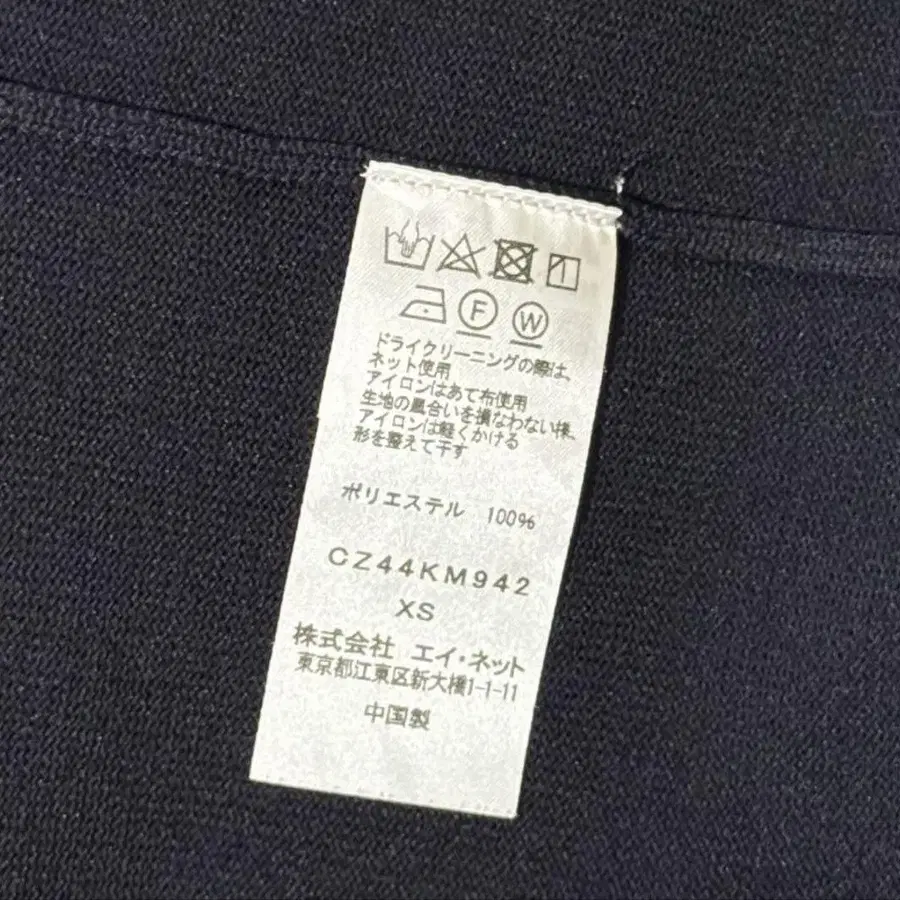 F W
ドライクリーニングの際は、
ネット使用
アイロンはあて布使用
生地の風合いを損なわない様、
アイロンは軽くかける
形を整えて干す
ポリエステル 100%
CZ44KM942
XS
株式会社 エイ・ネット
東京都江東区新大橋1-1-11
中国製